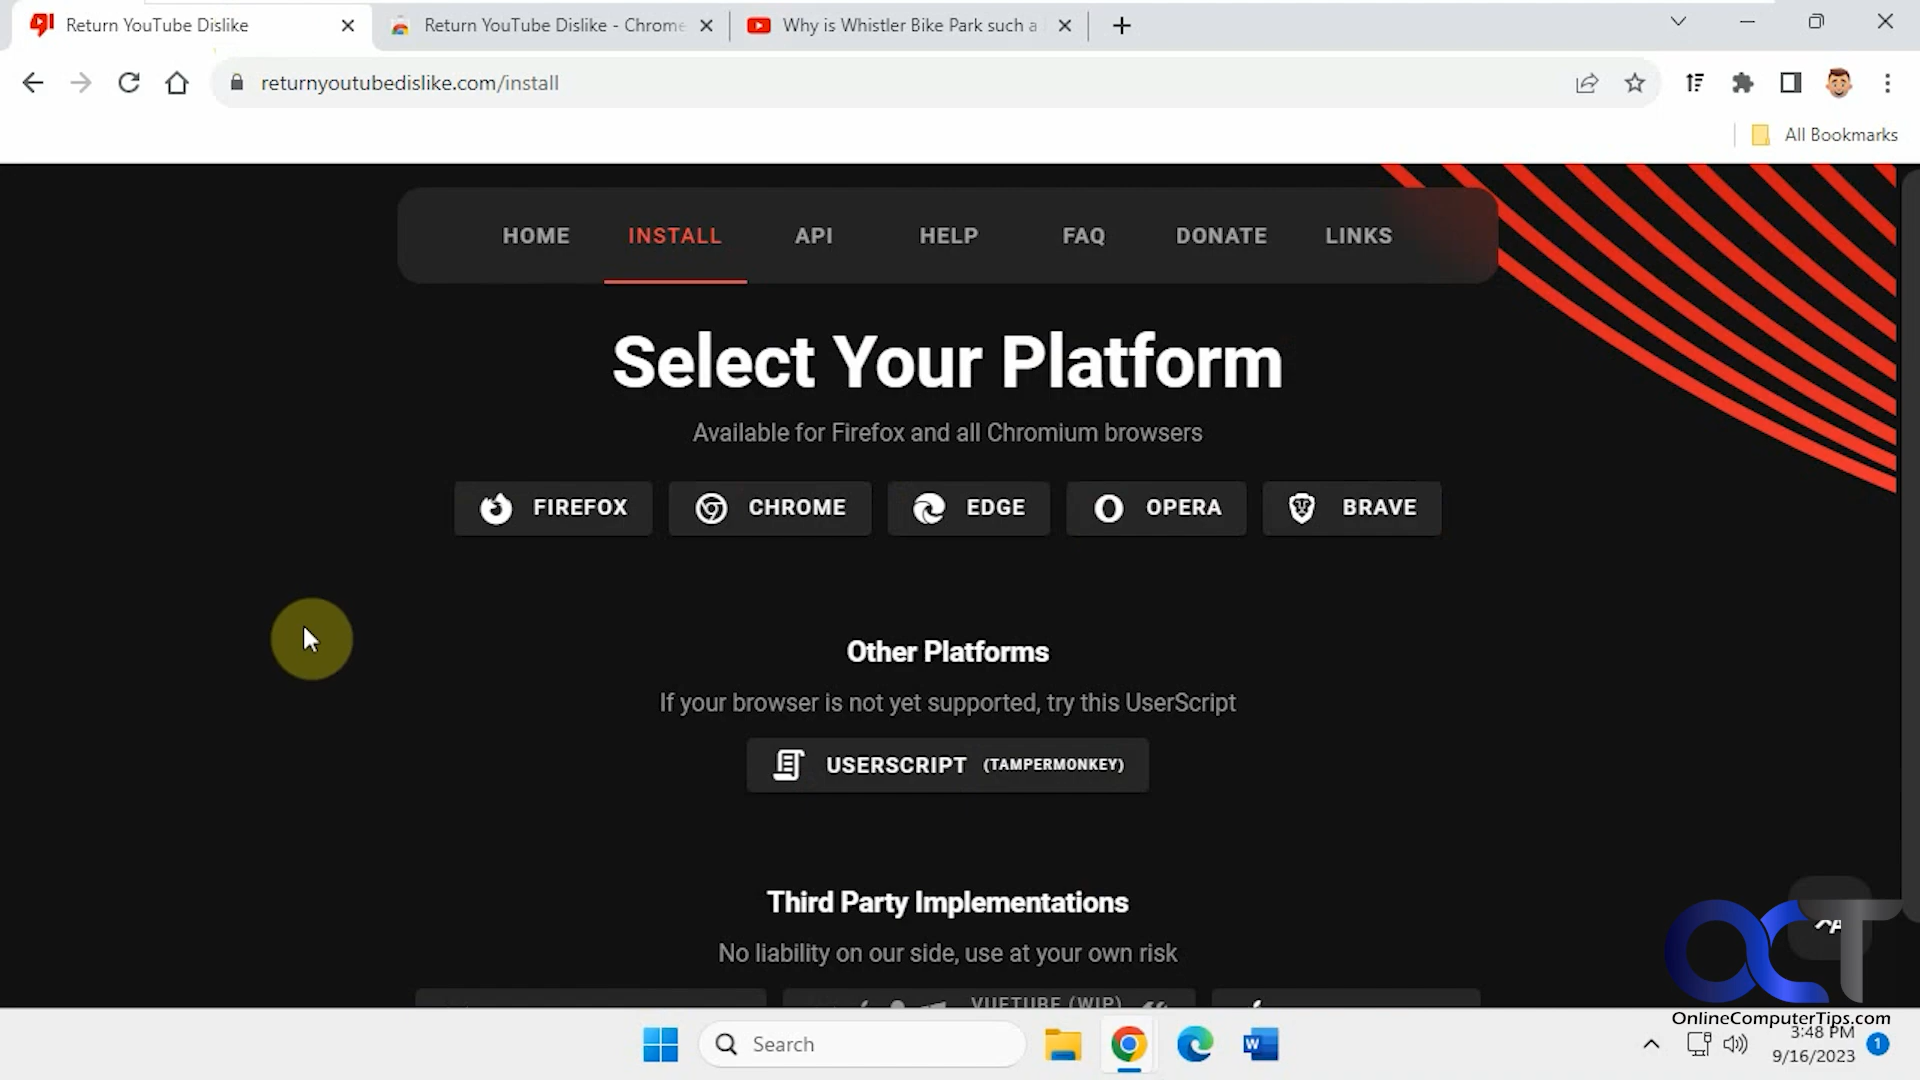 Return YouTube Dislike
Return YouTube Dislike - Chrome
Why is Whistler Bike Park such a
returnyoutubedislike.com/install
All Bookmarks
HOME INSTALL API HELP FAQ DONATE LINKS
Select Your Platform
Available for Firefox and all Chromium browsers
FIREFOX CHROME EDGE OPERA BRAVE
Other Platforms
If your browser is not yet supported, try this UserScript
USERSCRIPT (TAMPERMONKEY)
Third Party Implementations
No liability on our side, use at your own risk
VUETUBE (WIP)
OCT
OnlineComputerTips.com
Search
W
3:48 PM
9/16/2023
1